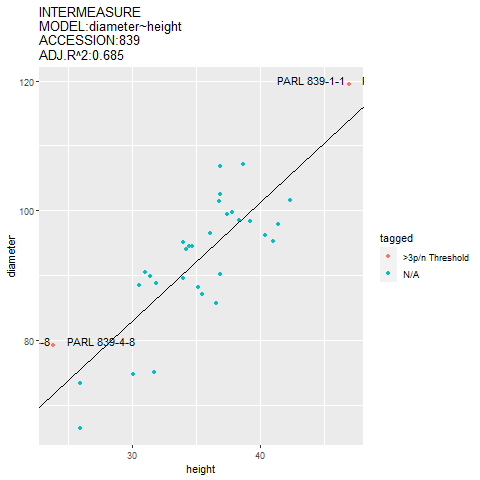 INTERMEASURE
MODEL:diameter~height
ACCESSION:839
ADJ.R^2:0.685
120
PARL 839-1-1
100
diameter
tagged
>3p/n Threshold
N/A
80
-8
PARL 839-4-8
30
40
height